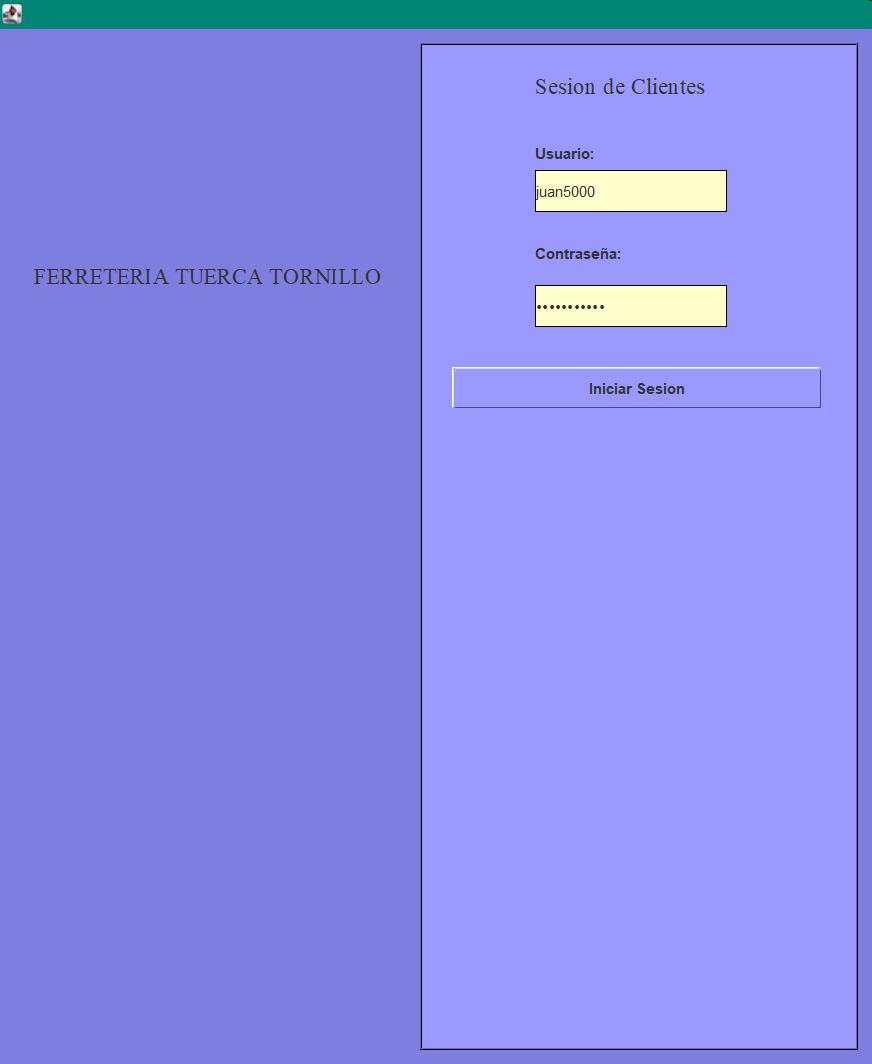 FERRETERIA TUERCA TORNILLO
Sesion de Clientes
Usuario:
juan5000
Contraseña:
•••••••••••
Iniciar Sesion